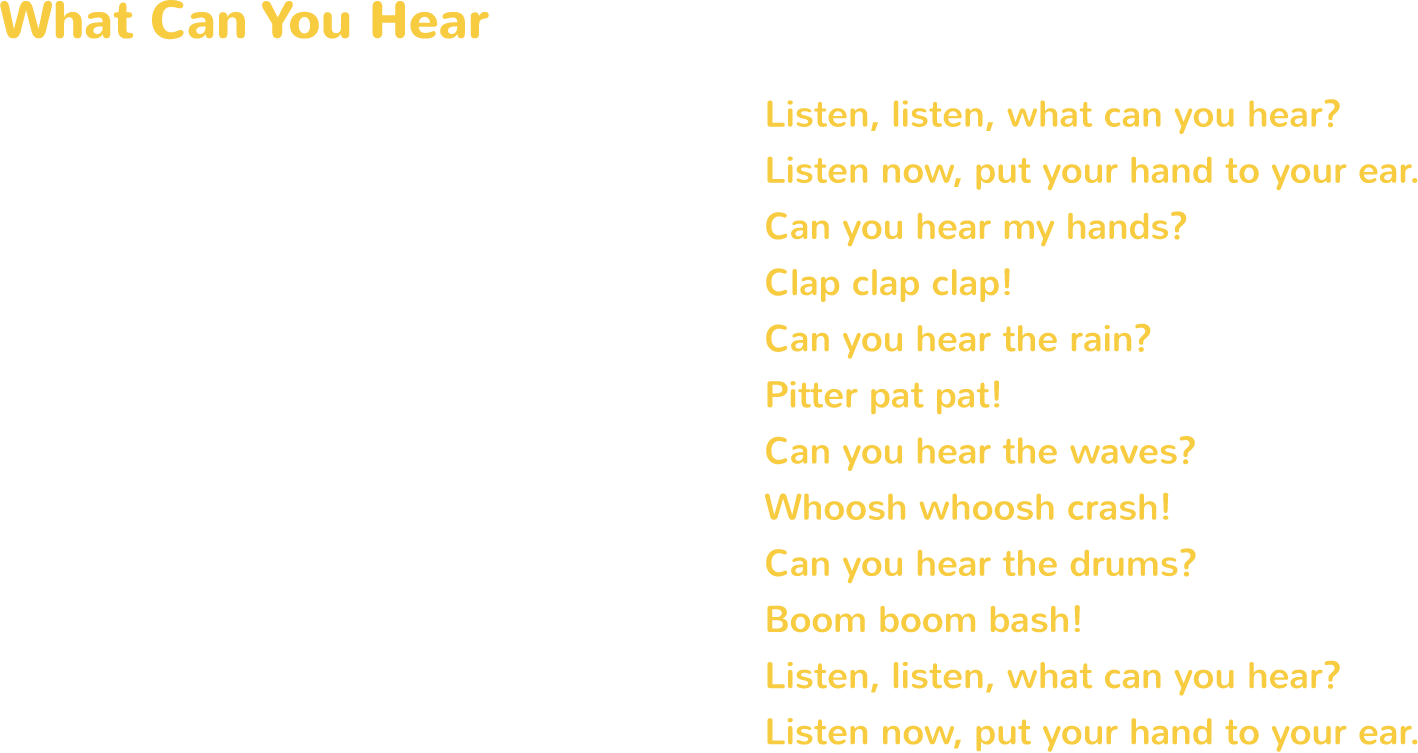 What Can You Hear
Listen, listen, what can you hear?
Listen now, put your hand to your ear.
Can you hear my hands?
Clap clap clap!
Can you hear the rain?
Pitter pat pat!
Can you hear the waves?
Whoosh whoosh crash!
Can you hear the drums?
Boom boom bash!
Listen, listen, what can you hear?
Listen now, put your hand to your ear.